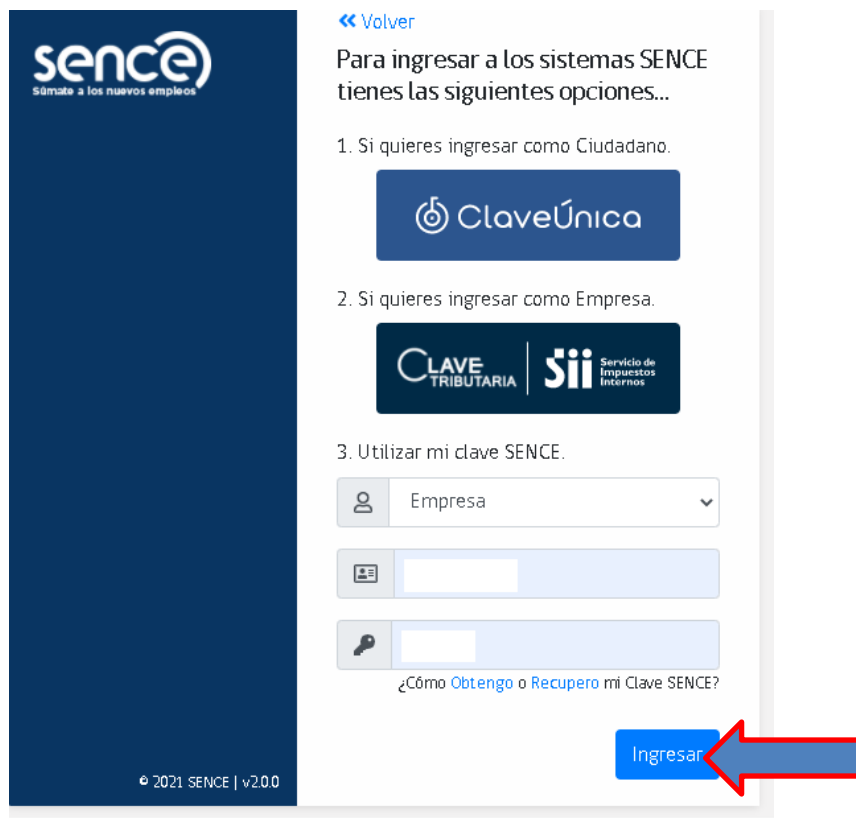 sence
Súmate a los nuevos empleos
Volver
Para ingresar a los sistemas SENCE
tienes las siguientes opciones...
1. Si quieres ingresar como Ciudadano.
ClaveÚnica
2. Si quieres ingresar como Empresa.
CLAVE
TRIBUTARIA
sii
Servicio de
Impuestos
Internos
3. Utilizar mi clave SENCE.
Empresa
¿Cómo Obtengo o Recupero mi Clave SENCE?
Ingresar
© 2021 SENCE | v2.0.0